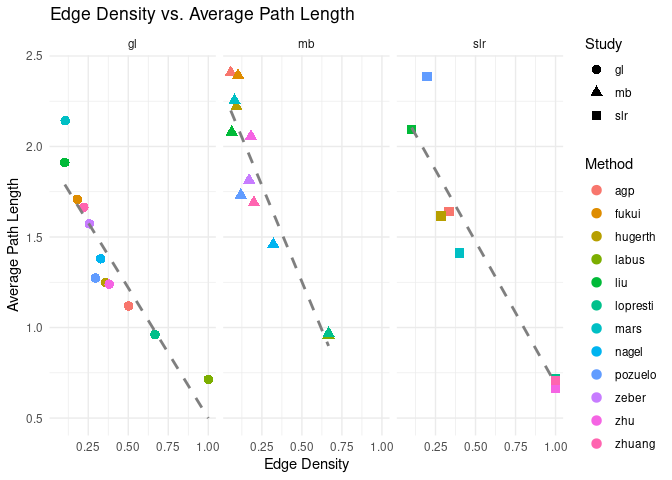 Edge Density vs. Average Path Length
gl
mb
slr
2.5
2.0
1.5
1.0
0.5
Average Path Length
0.25 0.50 0.75 1.00
0.25 0.50 0.75 1.00
0.25 0.50 0.75 1.00
Edge Density
Study
gl
mb
slr
Method
agp
fukui
hugerth
labus
liu
lopresti
mars
nagel
pozuelo
zeber
zhu
zhuang